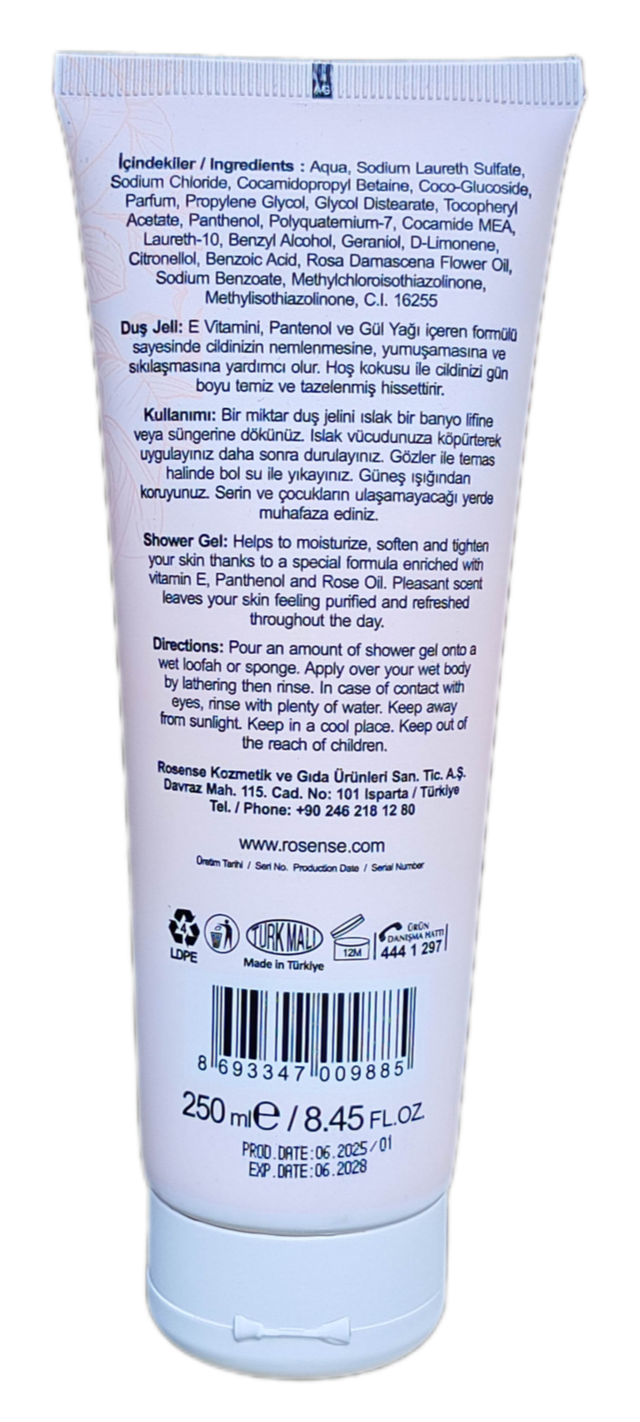 İçindekiler / Ingredients : Aqua, Sodium Laureth Sulfate,
Sodium Chloride, Cocamidopropyl Betaine, Coco-Glucoside,
Parfum, Propylene Glycol, Glycol Distearate, Tocopheryl
Acetate, Panthenol, Polyquaternium-7, Cocamide MEA,
Laureth-10, Benzyl Alcohol, Geraniol, D-Limonene,
Citronellol, Benzoic Acid, Rosa Damascena Flower Oil,
Sodium Benzoate, Methylchloroisothiazolinone,
Methylisothiazolinone, C.I. 16255
Duş Jeli: E Vitamini, Pantenol ve Gül Yağı içeren formülü
sayesinde cildinizin nemlenmesine, yumuşamasına ve
sıkılaşmasına yardımcı olur. Hoş kokusu ile cildinizi gün
boyu temiz ve tazelenmiş hissettirir.
Kullanımı: Bir miktar duş jelini ıslak bir banyo lifine
veya süngerine dökünüz. Islak vücudunuza köpürterek
uygulayınız daha sonra durulayınız. Gözler ile temas
halinde bol su ile yıkayınız. Güneş ışığından
koruyunuz. Serin ve çocukların ulaşamayacağı yerde
muhafaza ediniz.
Shower Gel: Helps to moisturize, soften and tighten
your skin thanks to a special formula enriched with
vitamin E, Panthenol and Rose Oil. Pleasant scent
leaves your skin feeling purified and refreshed
throughout the day.
Directions: Pour an amount of shower gel onto a
wet loofah or sponge. Apply over your wet body
by lathering then rinse. In case of contact with
eyes, rinse with plenty of water. Keep away
from sunlight. Keep in a cool place. Keep out of
the reach of children.
Rosense Kozmetik ve Gıda Ürünleri San. Tic. A.Ş.
Davraz Mah. 115. Cad. No: 101 Isparta / Türkiye
Tel. / Phone: +90 246 218 12 80
www.rosense.com
Üretim Tarihi / Seri No. Production Date / Serial Number
4
LDPE
TÜRK MALI
Made in Türkiye
12M
ÜRÜN
DANIŞMA HATTI
444 1 297
8 693347 009885
250 ml e / 8.45 FL.OZ.
PROD.DATE:06.2025/01
EXP.DATE:06.2028